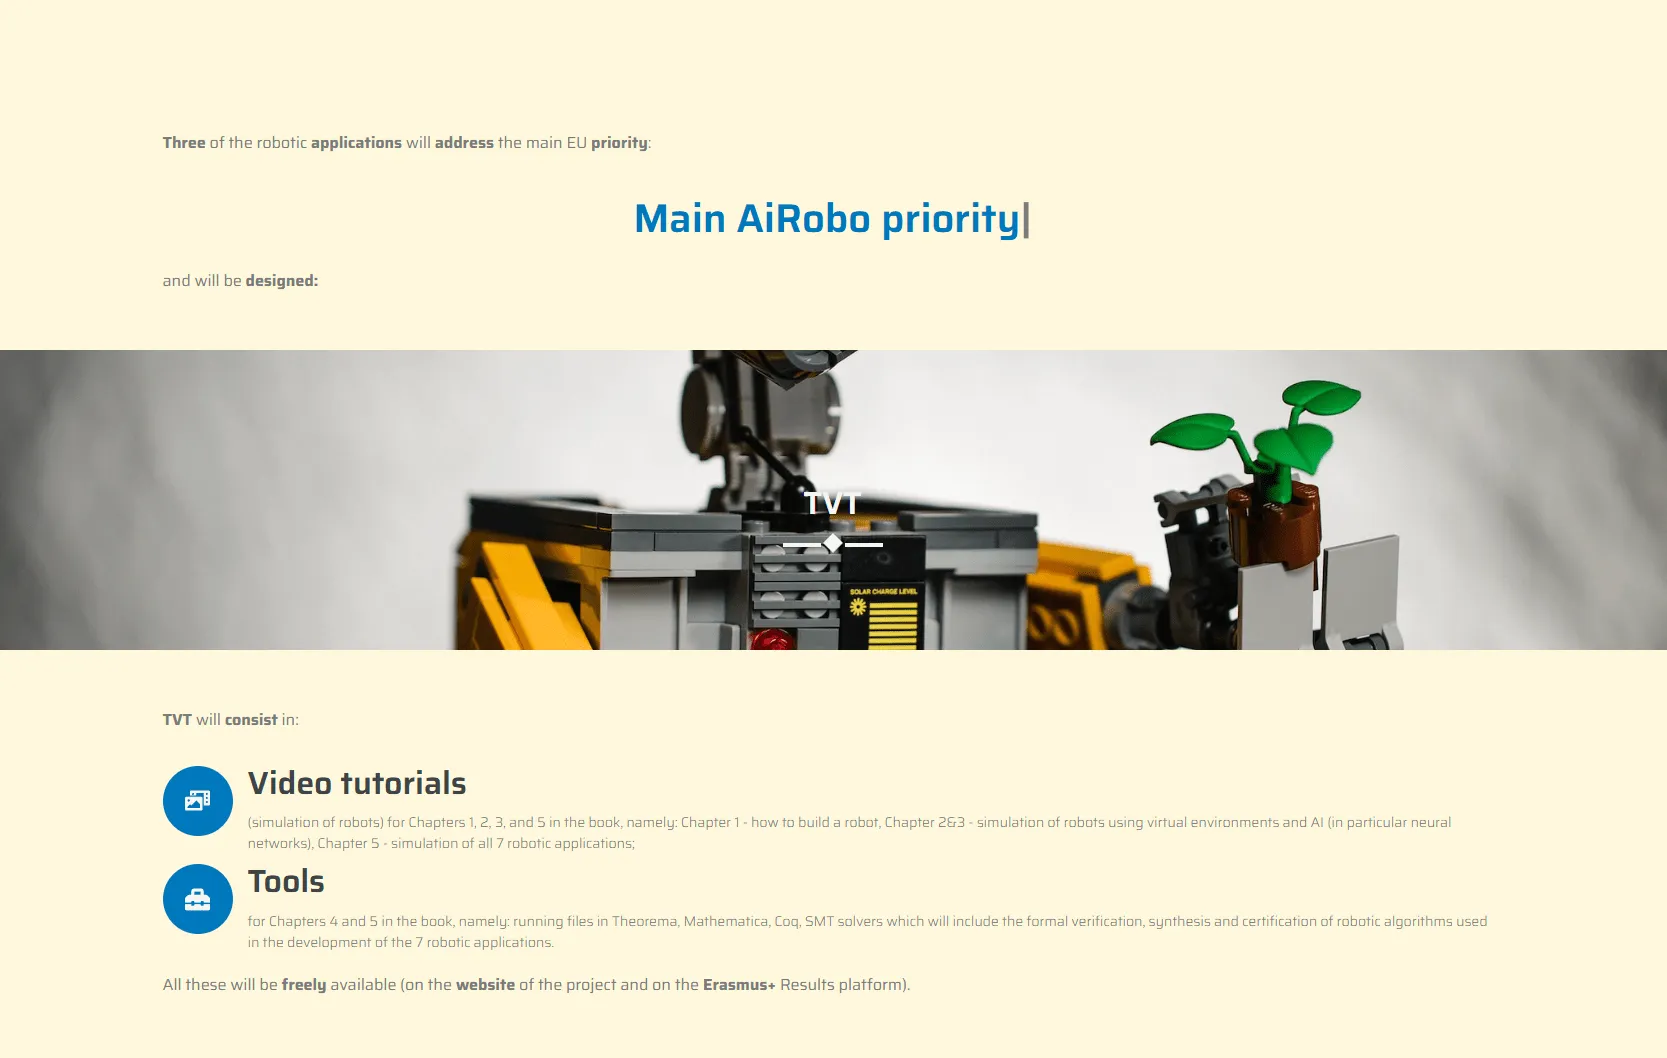 Three of the robotic applications will address the main EU priority:
Main AiRobo priority|
and will be designed:
TVT
SOLAR CHARGE LEVEL
TVT will consist in:
Video tutorials
(simulation of robots) for Chapters 1, 2, 3, and 5 in the book, namely: Chapter 1 - how to build a robot, Chapter 2&3 - simulation of robots using virtual environments and AI (in particular neural
networks), Chapter 5 - simulation of all 7 robotic applications;
Tools
for Chapters 4 and 5 in the book, namely: running files in Theorema, Mathematica, Coq, SMT solvers which will include the formal verification, synthesis and certification of robotic algorithms used
in the development of the 7 robotic applications.
All these will be freely available (on the website of the project and on the Erasmus+ Results platform).